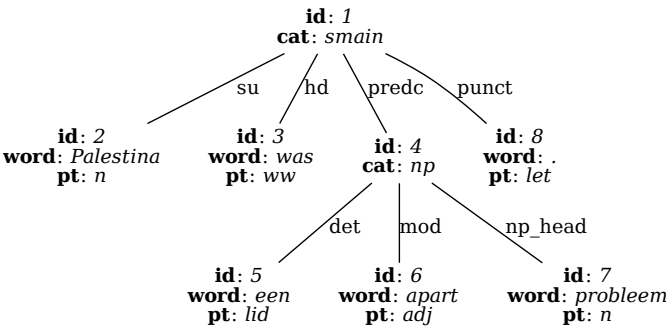 id: 1
cat: smain
su hd predc punct
id: 2 id: 3 id: 4 id: 8
word: Palestina word: was cat: np word: .
pt: n pt: ww pt: let
det mod np_head
id: 5 id: 6 id: 7
word: een word: apart word: probleem
pt: lid pt: adj pt: n